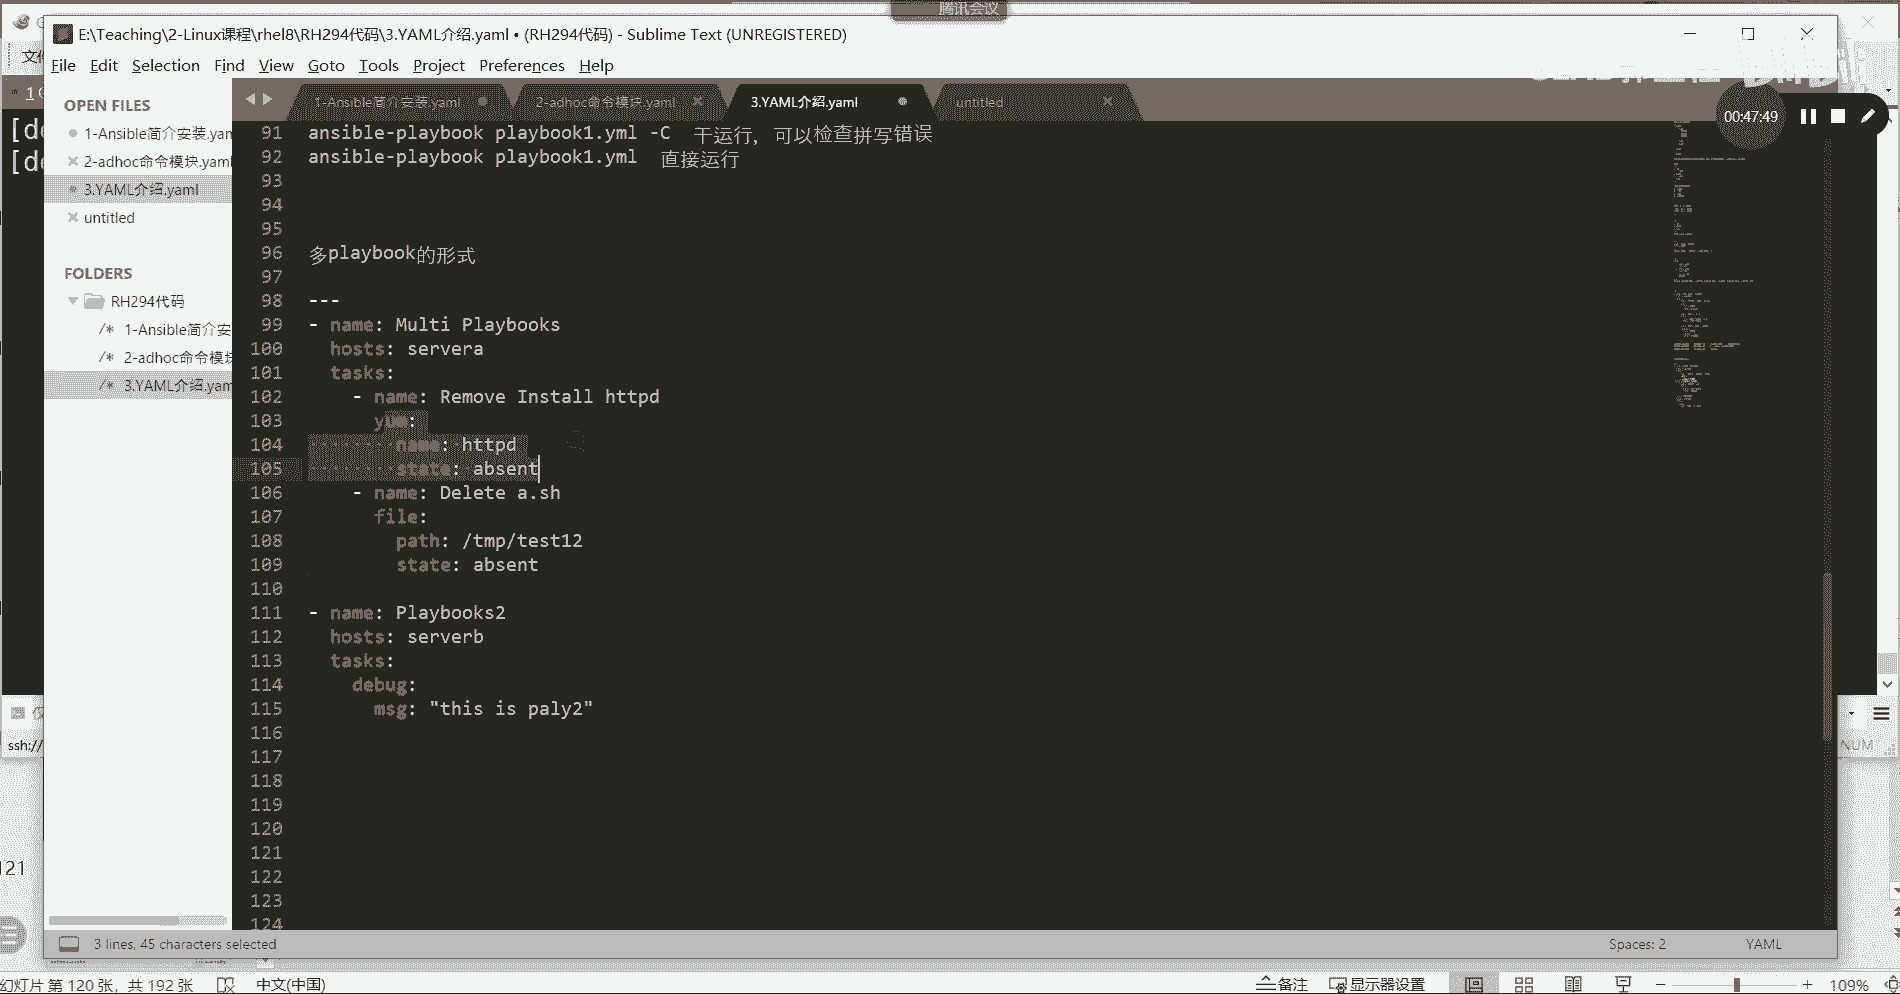 腾讯会议
E:\Teaching\2-Linux课程\rhel8\RH294代码\3.YAML介绍.yaml • (RH294代码) - Sublime Text (UNREGISTERED)
File Edit Selection Find View Goto Tools Project Preferences Help
OPEN FILES
1-Ansible简介安装.yam
2-adhoc命令模块.yaml
3.YAML介绍.yaml
untitled
FOLDERS
RH294代码
/* 1-Ansible简介安
/* 2-adhoc命令模块
/* 3.YAML介绍.yam
1-Ansible简介安装.yaml 2-adhoc命令模块.yaml 3.YAML介绍.yaml untitled
00:47:49
91 ansible-playbook playbook1.yml -C 干运行，可以检查拼写错误
92 ansible-playbook playbook1.yml 直接运行
93
94
95
96 多playbook的形式
97
98 ---
99 - name: Multi Playbooks
100 hosts: servera
101 tasks:
102 - name: Remove Install httpd
103 yum:
104 name: httpd
105 state: absent
106 - name: Delete a.sh
107 file:
108 path: /tmp/test12
109 state: absent
110
111 - name: Playbooks2
112 hosts: serverb
113 tasks:
114 debug:
115 msg: "this is paly2"
116
117
118
119
120
121
122
123
124
3 lines, 45 characters selected Spaces: 2 YAML
[de
[de
ssh://
NUM
121
幻灯片 第 120 张，共 192 张 中文(中国) 备注 显示器设置 109%